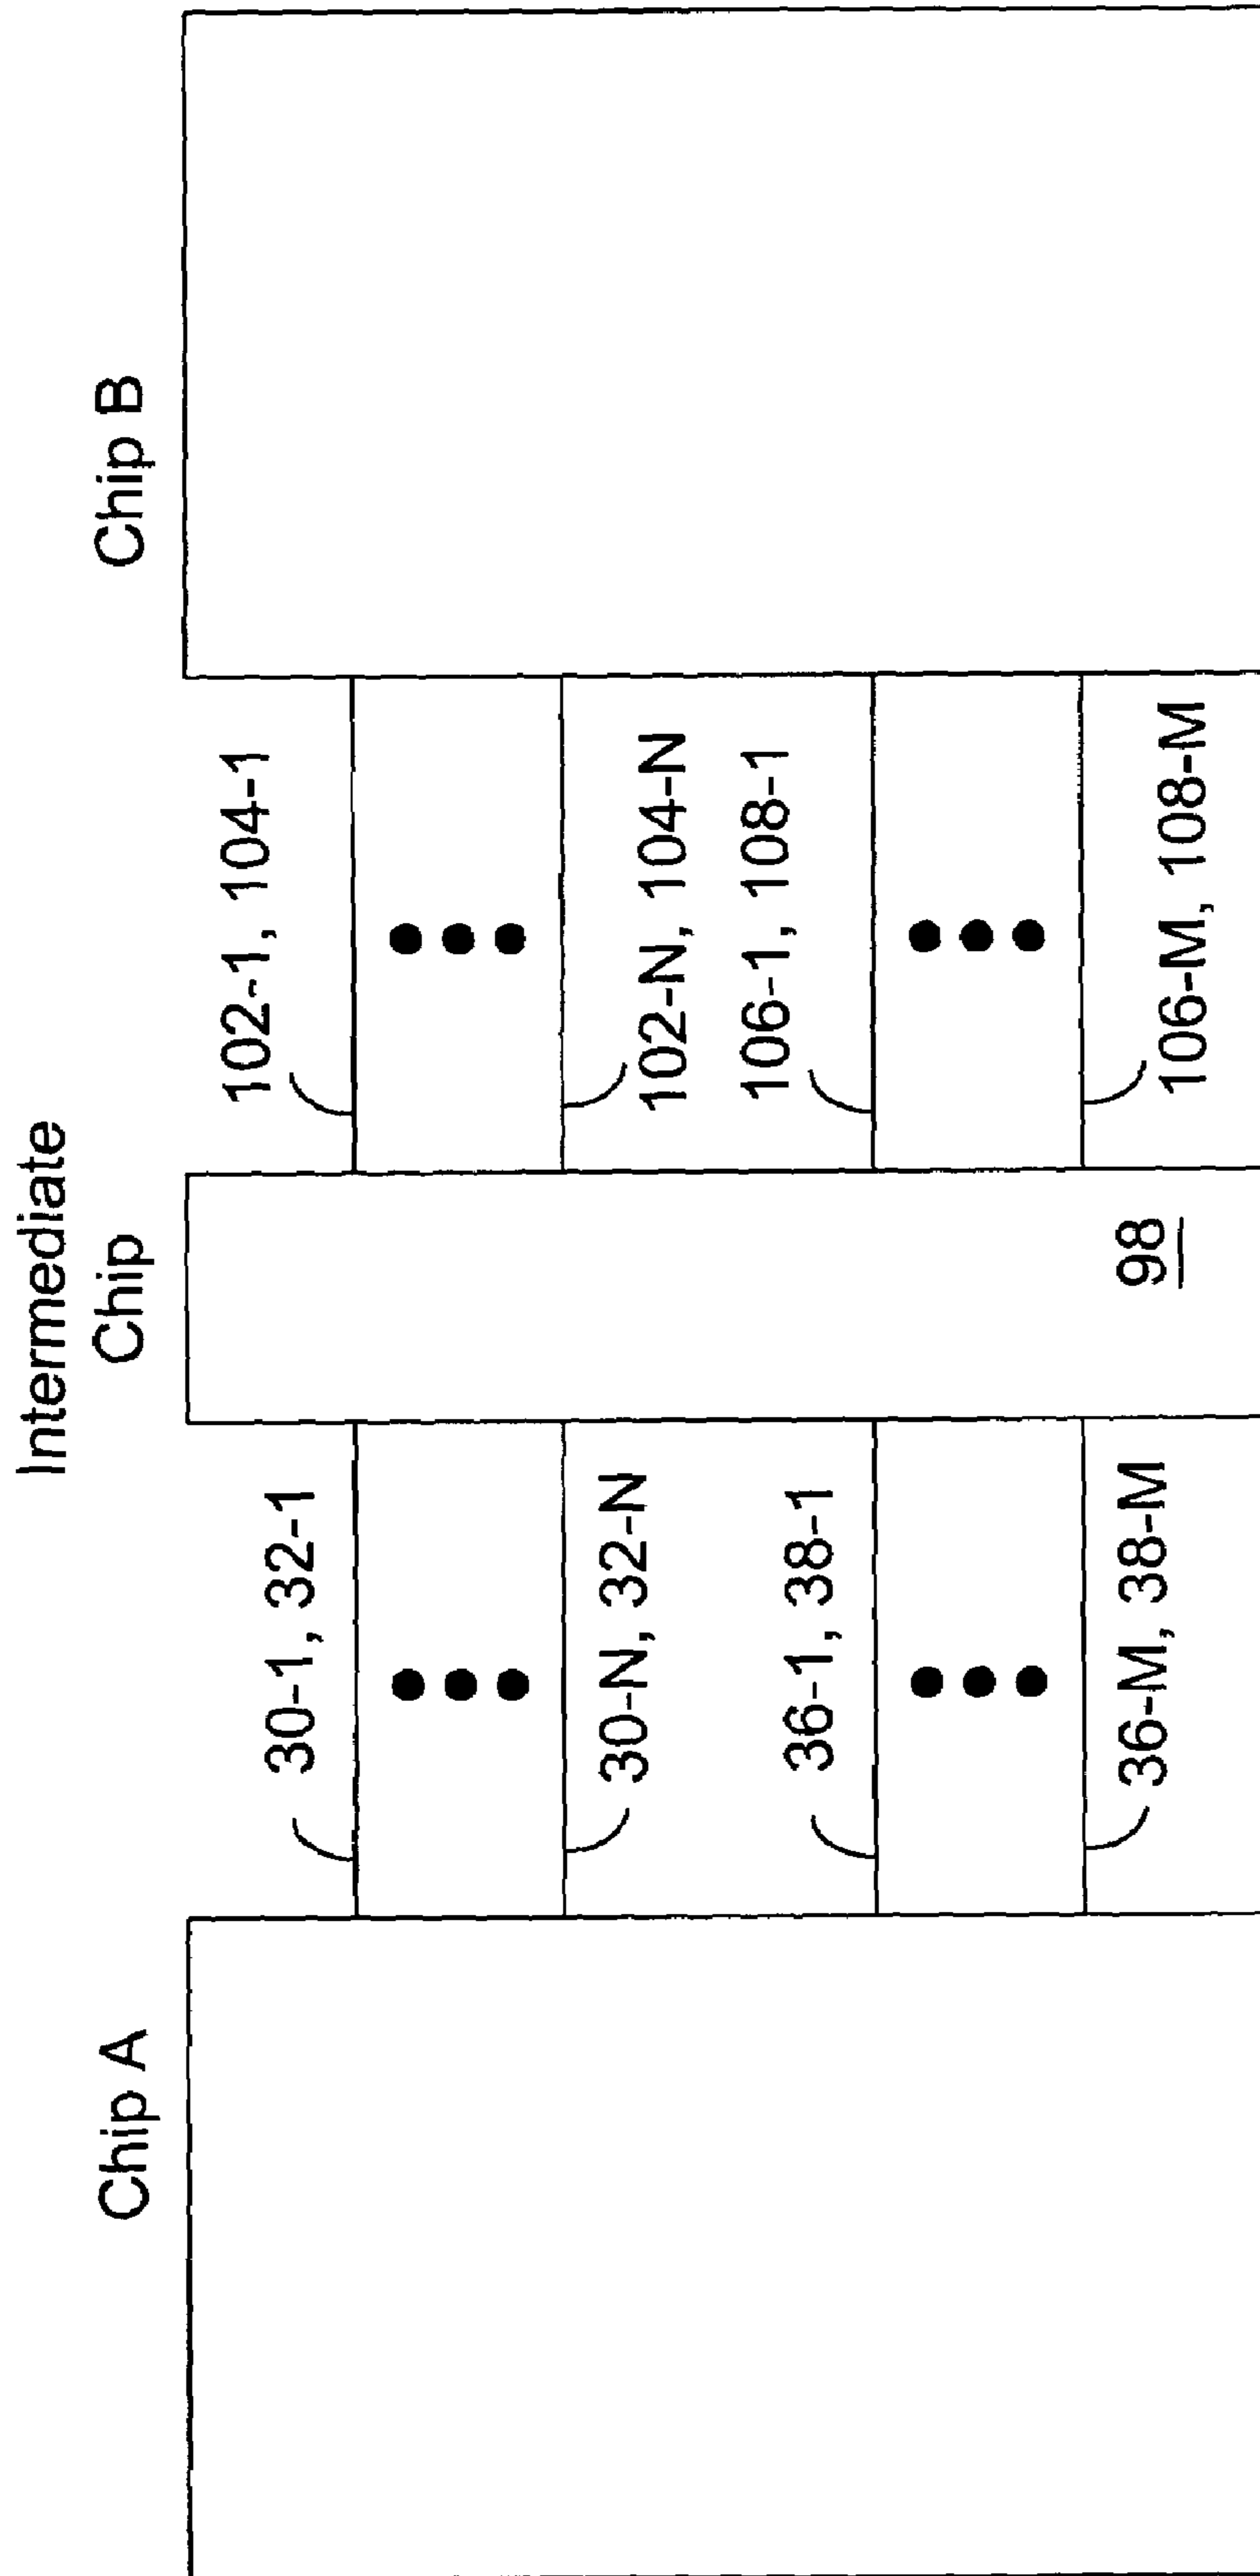 Intermediate
Chip A
Chip
Chip B
30-1, 32-1
102-1, 104-1
30-N, 32-N
102-N, 104-N
36-1, 38-1
106-1, 108-1
36-M, 38-M
98
106-M, 108-M